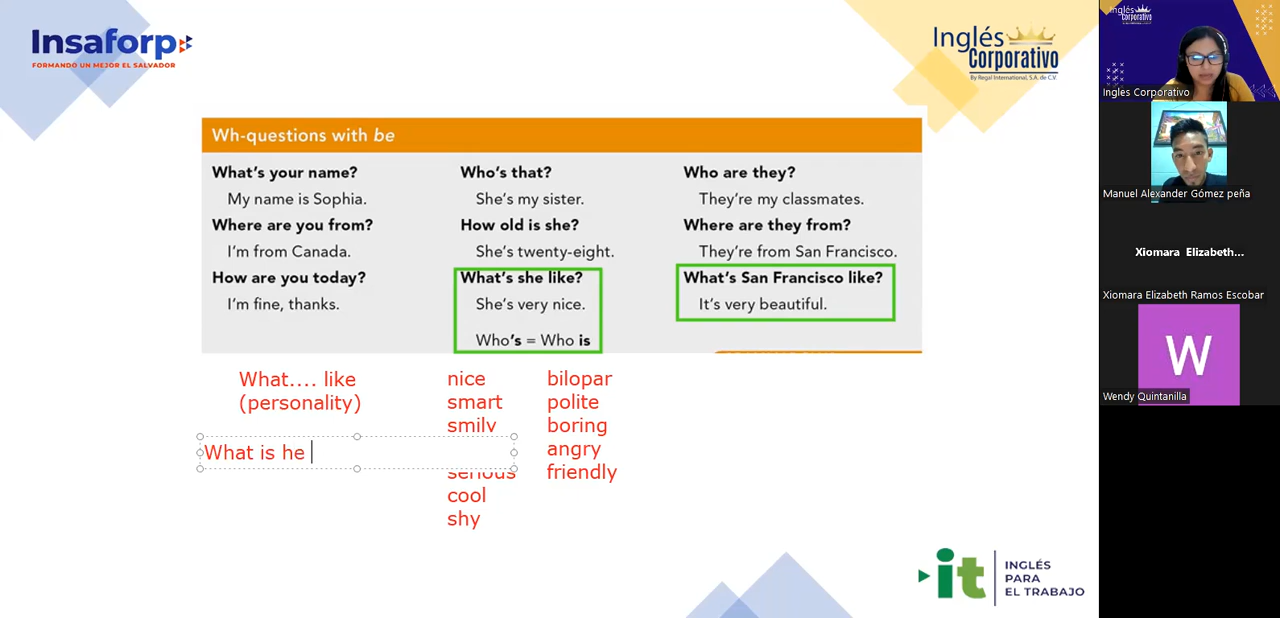 Insaforp
FORMANDO UN MEJOR EL SALVADOR
Inglés
Corporativo
By Regal International, S.A. de C.V.
Wh-questions with be
What's your name?
My name is Sophia.
Where are you from?
I'm from Canada.
How are you today?
I'm fine, thanks.
Who's that?
She's my sister.
How old is she?
She's twenty-eight.
What's she like?
She's very nice.
Who's = Who is
Who are they?
They're my classmates.
Where are they from?
They're from San Francisco.
What's San Francisco like?
It's very beautiful.
What.... like
(personality)
What is he
nice
smart
smily
serious
cool
shy
bilopar
polite
boring
angry
friendly
it
INGLÉS
PARA
EL TRABAJO
Inglés
Corporativo
Ingles Corporativo
Manuel Alexander Gómez peña
Xiomara Elizabeth...
Xiomara Elizabeth Ramos Escobar
W
Wendy Quintanilla